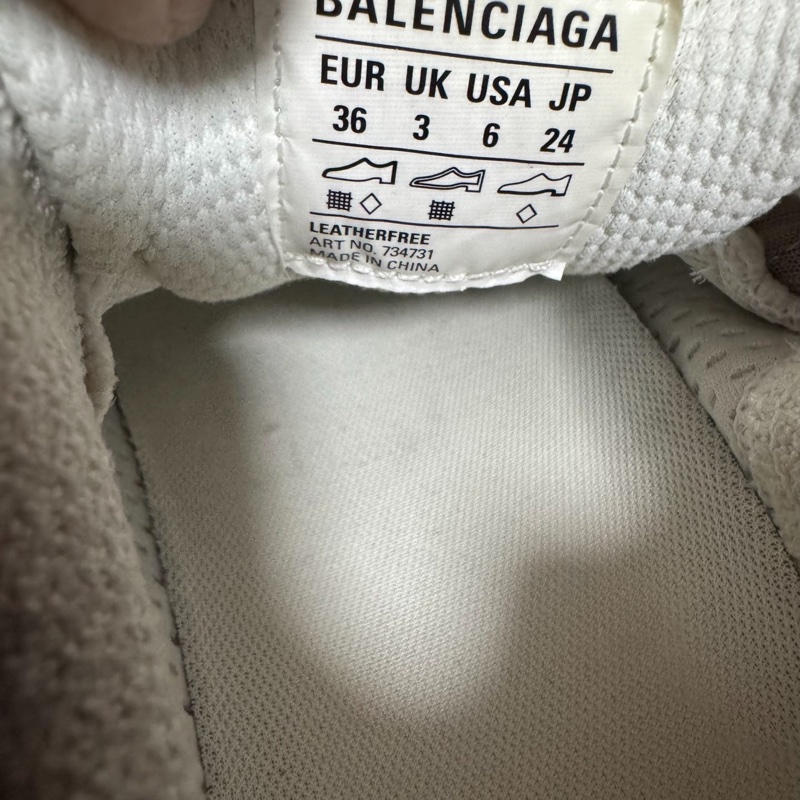 BALENCIAGA
EUR UK USA JP
36 3 6 24
LEATHERFREE
ART NO. 734731
MADE IN CHINA